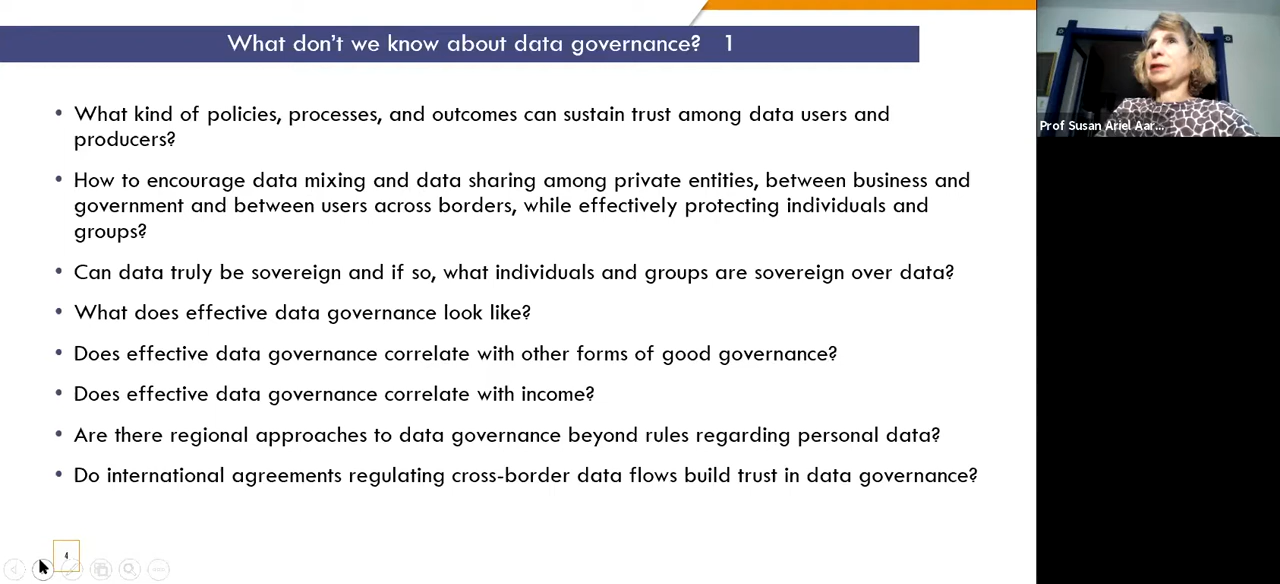 What don't we know about data governance? 1
• What kind of policies, processes, and outcomes can sustain trust among data users and
producers?
• How to encourage data mixing and data sharing among private entities, between business and
government and between users across borders, while effectively protecting individuals and
groups?
• Can data truly be sovereign and if so, what individuals and groups are sovereign over data?
• What does effective data governance look like?
• Does effective data governance correlate with other forms of good governance?
• Does effective data governance correlate with income?
• Are there regional approaches to data governance beyond rules regarding personal data?
• Do international agreements regulating cross-border data flows build trust in data governance?
4
Prof Susan Ariel Aar...